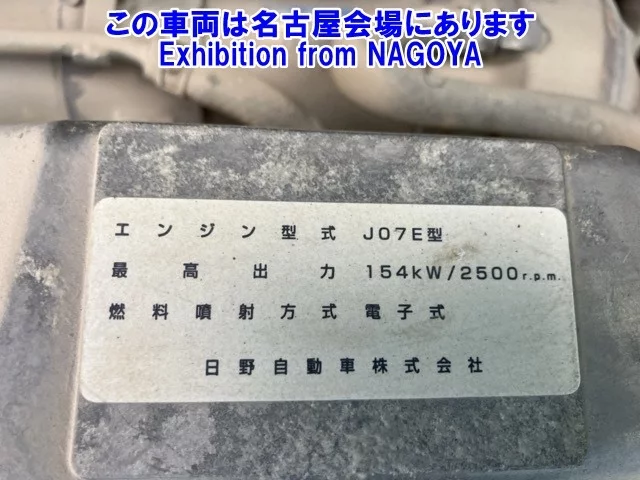 この車両は名古屋会場にあります
Exhibition from NAGOYA
エンジン型式 J07E型
最高出力 154kW/2500r.p.m.
燃料噴射方式 電子式
日野自動車株式会社